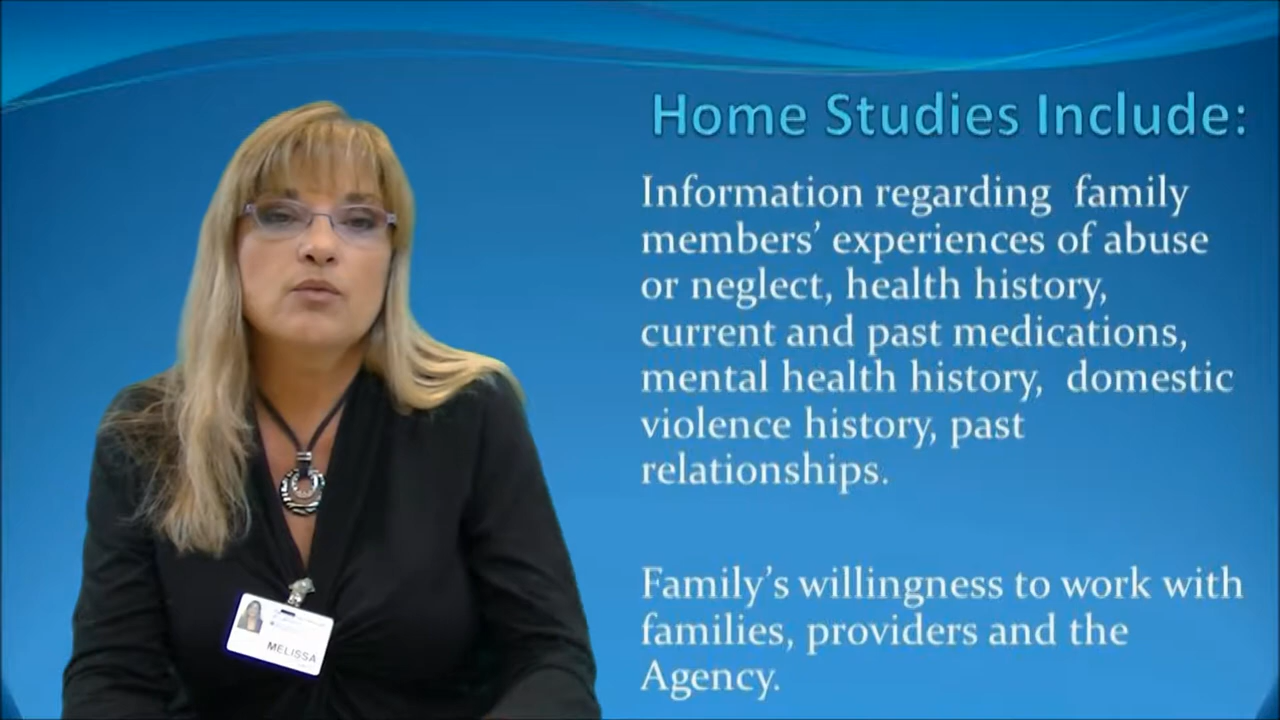 Home Studies Include:
Information regarding family
members’ experiences of abuse
or neglect, health history,
current and past medications,
mental health history, domestic
violence history, past
relationships.
Family’s willingness to work with
families, providers and the
Agency.
MELISSA